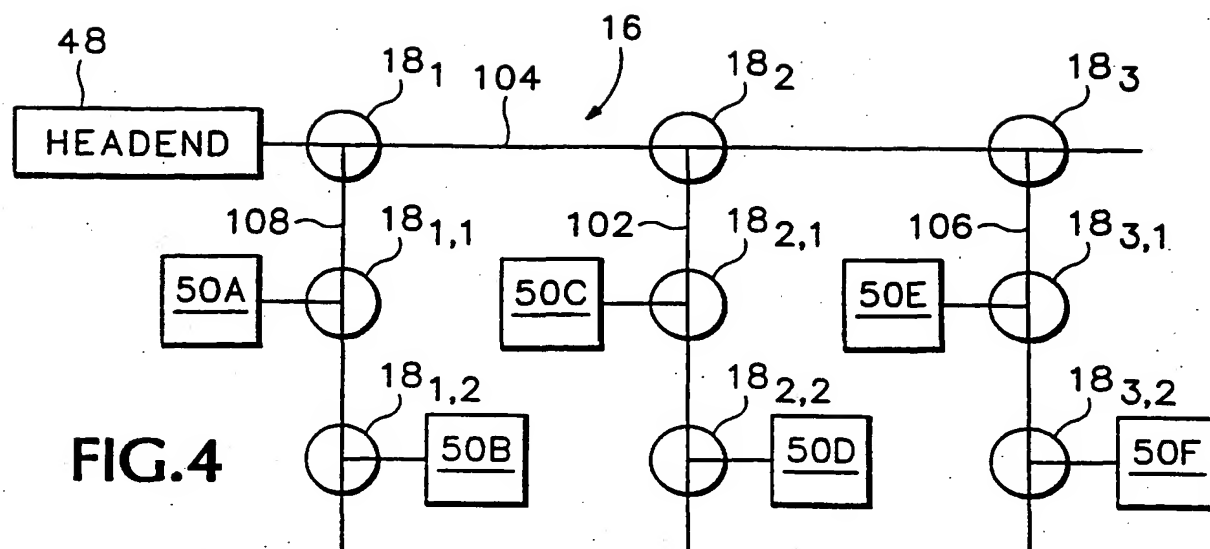 48
18₁
104
16
18₂
18₃
HEADEND
108
18₁,₁
102
18₂,₁
106
18₃,₁
50A
50C
50E
18₁,₂
18₂,₂
18₃,₂
FIG.4
50B
50D
50F